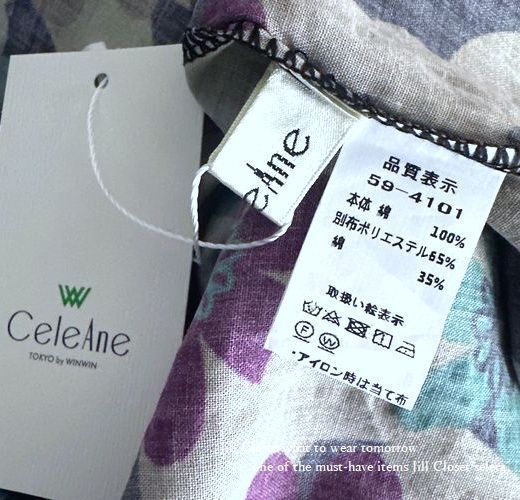 CeleAne
TOKYO by WINWIN
eAne
品質表示
59-4101
本体 綿 100%
別布ポリエステル65%
綿 35%
取扱い絵表示
F W
・アイロン時は当て布
to wear tomorrow
ne of the must-have items Jill Closet select